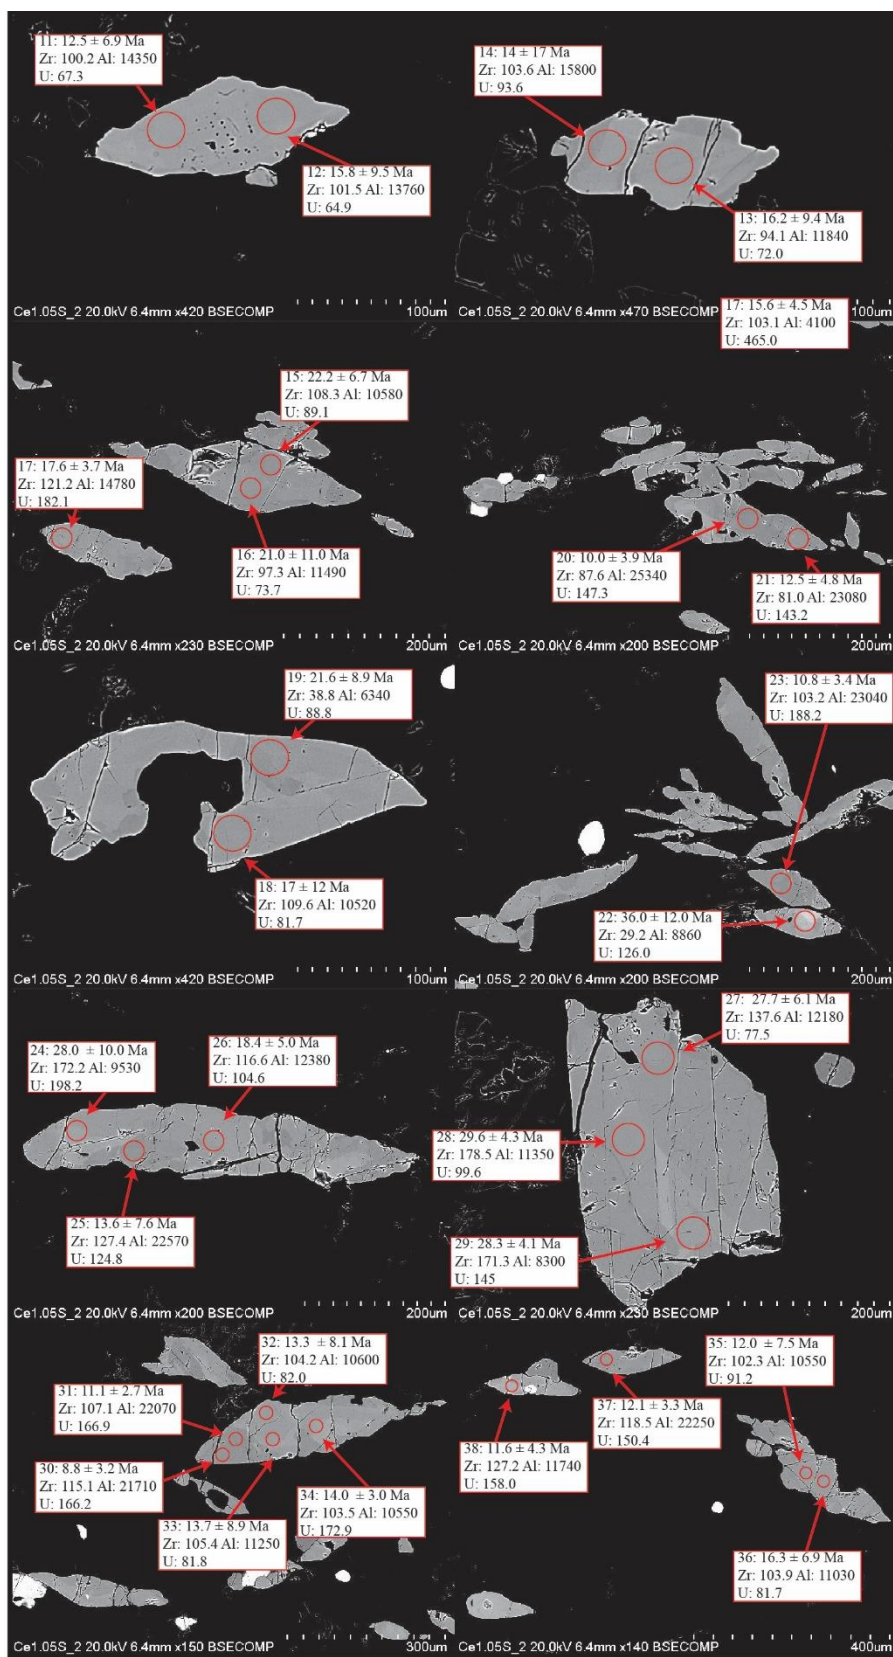 11: 12.5 ± 6.9 Ma
Zr: 100.2 Al: 14350
U: 67.3
12: 15.8 ± 9.5 Ma
Zr: 101.5 Al: 13760
U: 64.9
Ce1.05S_2 20.0kV 6.4mm x420 BSECOMP
100um
14: 14 ± 17 Ma
Zr: 103.6 Al: 15800
U: 93.6
13: 16.2 ± 9.4 Ma
Zr: 94.1 Al: 11840
U: 72.0
Ce1.05S_2 20.0kV 6.4mm x470 BSECOMP
100um
17: 15.6 ± 4.5 Ma
Zr: 103.1 Al: 4100
U: 465.0
15: 22.2 ± 6.7 Ma
Zr: 108.3 Al: 10580
U: 89.1
17: 17.6 ± 3.7 Ma
Zr: 121.2 Al: 14780
U: 182.1
16: 21.0 ± 11.0 Ma
Zr: 97.3 Al: 11490
U: 73.7
Ce1.05S_2 20.0kV 6.4mm x230 BSECOMP
200um
20: 10.0 ± 3.9 Ma
Zr: 87.6 Al: 25340
U: 147.3
21: 12.5 ± 4.8 Ma
Zr: 81.0 Al: 23080
U: 143.2
Ce1.05S_2 20.0kV 6.4mm x200 BSECOMP
200um
19: 21.6 ± 8.9 Ma
Zr: 38.8 Al: 6340
U: 88.8
18: 17 ± 12 Ma
Zr: 109.6 Al: 10520
U: 81.7
Ce1.05S_2 20.0kV 6.4mm x420 BSECOMP
100um
23: 10.8 ± 3.4 Ma
Zr: 103.2 Al: 23040
U: 188.2
22: 36.0 ± 12.0 Ma
Zr: 29.2 Al: 8860
U: 126.0
Ce1.05S_2 20.0kV 6.4mm x200 BSECOMP
200um
24: 28.0 ± 10.0 Ma
Zr: 172.2 Al: 9530
U: 198.2
26: 18.4 ± 5.0 Ma
Zr: 116.6 Al: 12380
U: 104.6
25: 13.6 ± 7.6 Ma
Zr: 127.4 Al: 22570
U: 124.8
Ce1.05S_2 20.0kV 6.4mm x200 BSECOMP
200um
27: 27.7 ± 6.1 Ma
Zr: 137.6 Al: 12180
U: 77.5
28: 29.6 ± 4.3 Ma
Zr: 178.5 Al: 11350
U: 99.6
29: 28.3 ± 4.1 Ma
Zr: 171.3 Al: 8300
U: 145
Ce1.05S_2 20.0kV 6.4mm x230 BSECOMP
200um
32: 13.3 ± 8.1 Ma
Zr: 104.2 Al: 10600
U: 82.0
31: 11.1 ± 2.7 Ma
Zr: 107.1 Al: 22070
U: 166.9
30: 8.8 ± 3.2 Ma
Zr: 115.1 Al: 21710
U: 166.2
34: 14.0 ± 3.0 Ma
Zr: 103.5 Al: 10550
U: 172.9
33: 13.7 ± 8.9 Ma
Zr: 105.4 Al: 11250
U: 81.8
Ce1.05S_2 20.0kV 6.4mm x150 BSECOMP
300um
35: 12.0 ± 7.5 Ma
Zr: 102.3 Al: 10550
U: 91.2
37: 12.1 ± 3.3 Ma
Zr: 118.5 Al: 22250
U: 150.4
38: 11.6 ± 4.3 Ma
Zr: 127.2 Al: 11740
U: 158.0
36: 16.3 ± 6.9 Ma
Zr: 103.9 Al: 11030
U: 81.7
Ce1.05S_2 20.0kV 6.4mm x140 BSECOMP
400um